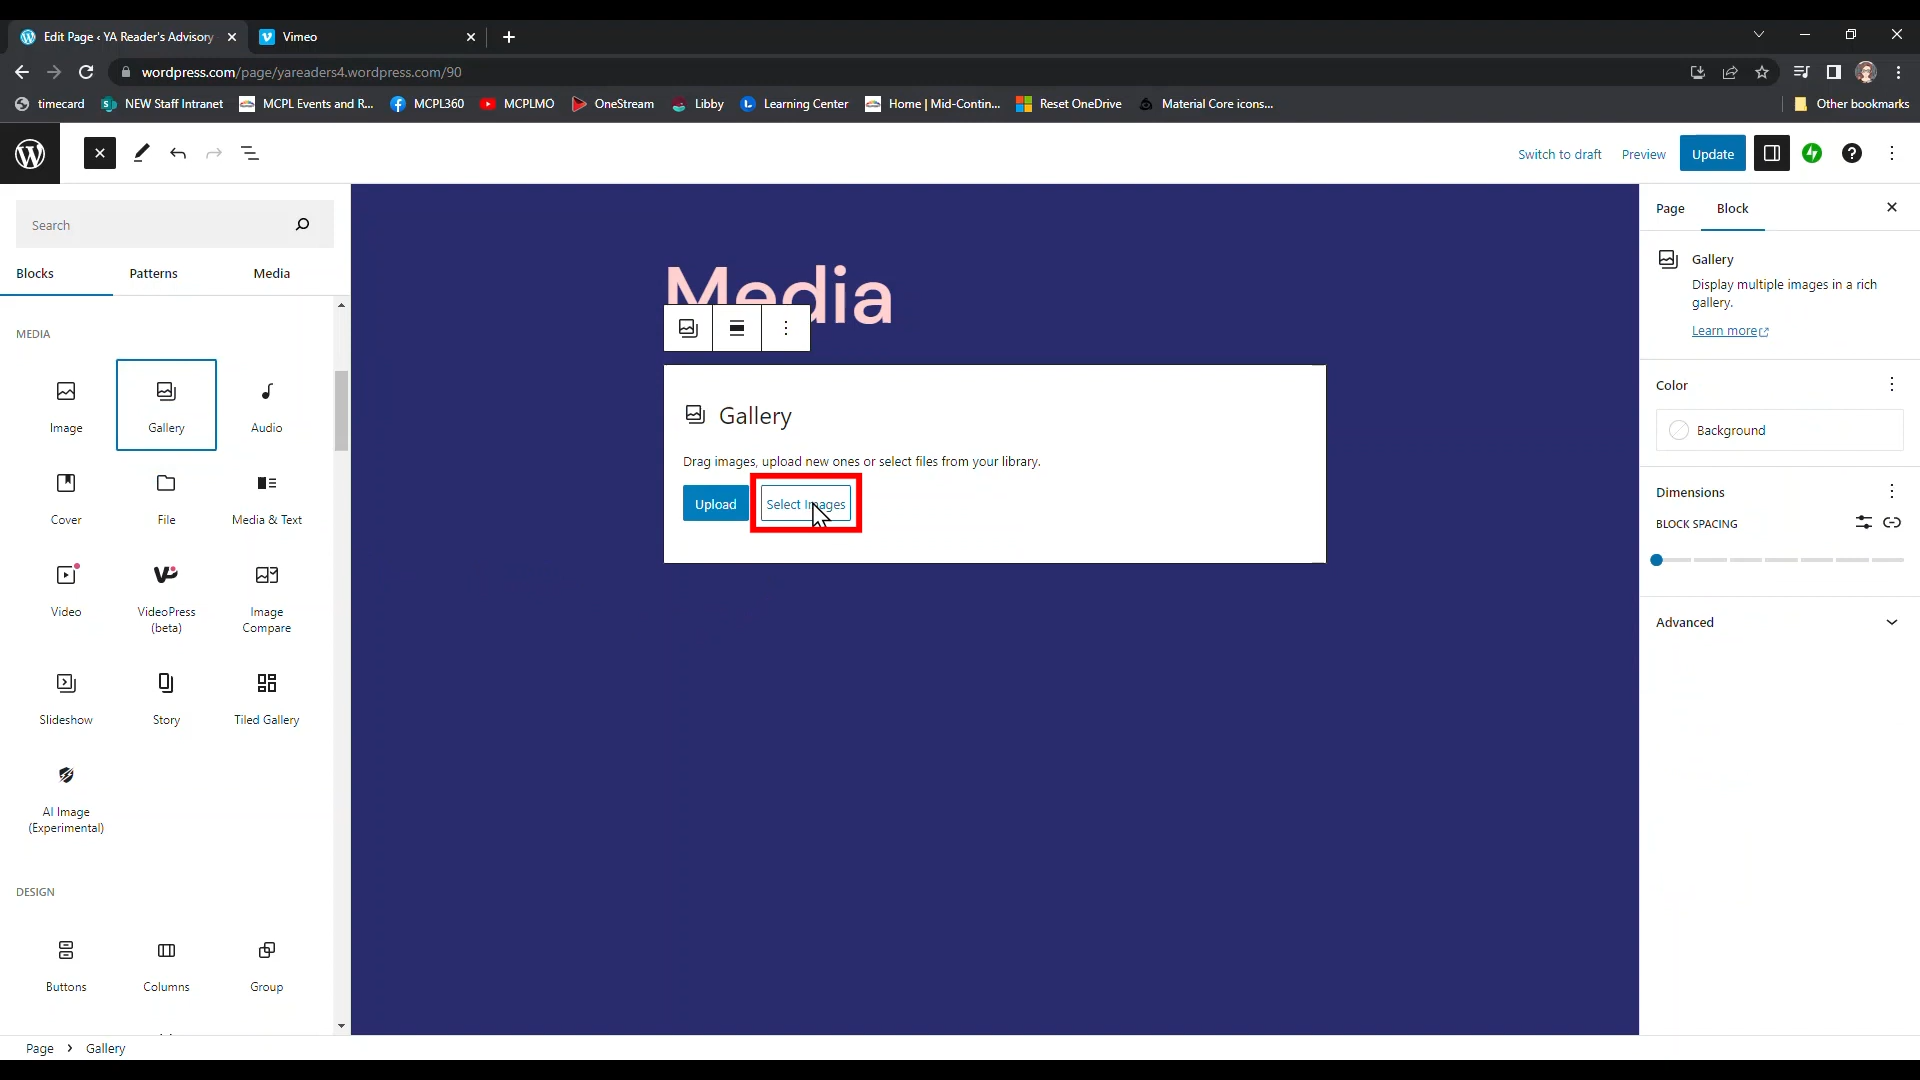 Edit Page ‹ YA Reader's Advisory
Vimeo
wordpress.com/page/yareaders4.wordpress.com/90
timecard
NEW Staff Intranet
MCPL Events and R...
MCPL360
MCPLMO
OneStream
Libby
Learning Center
Home | Mid-Contin...
Reset OneDrive
Material Core icons...
Other bookmarks
Switch to draft
Preview
Update
Search
Blocks
Patterns
Media
MEDIA
Image
Gallery
Audio
Cover
File
Media & Text
Video
VideoPress
(beta)
Image
Compare
Slideshow
Story
Tiled Gallery
AI Image
(Experimental)
DESIGN
Buttons
Columns
Group
Media
Gallery
Drag images, upload new ones or select files from your library.
Upload
Select Images
Page
Block
Gallery
Display multiple images in a rich
gallery.
Learn more
Color
Background
Dimensions
BLOCK SPACING
Advanced
Page › Gallery